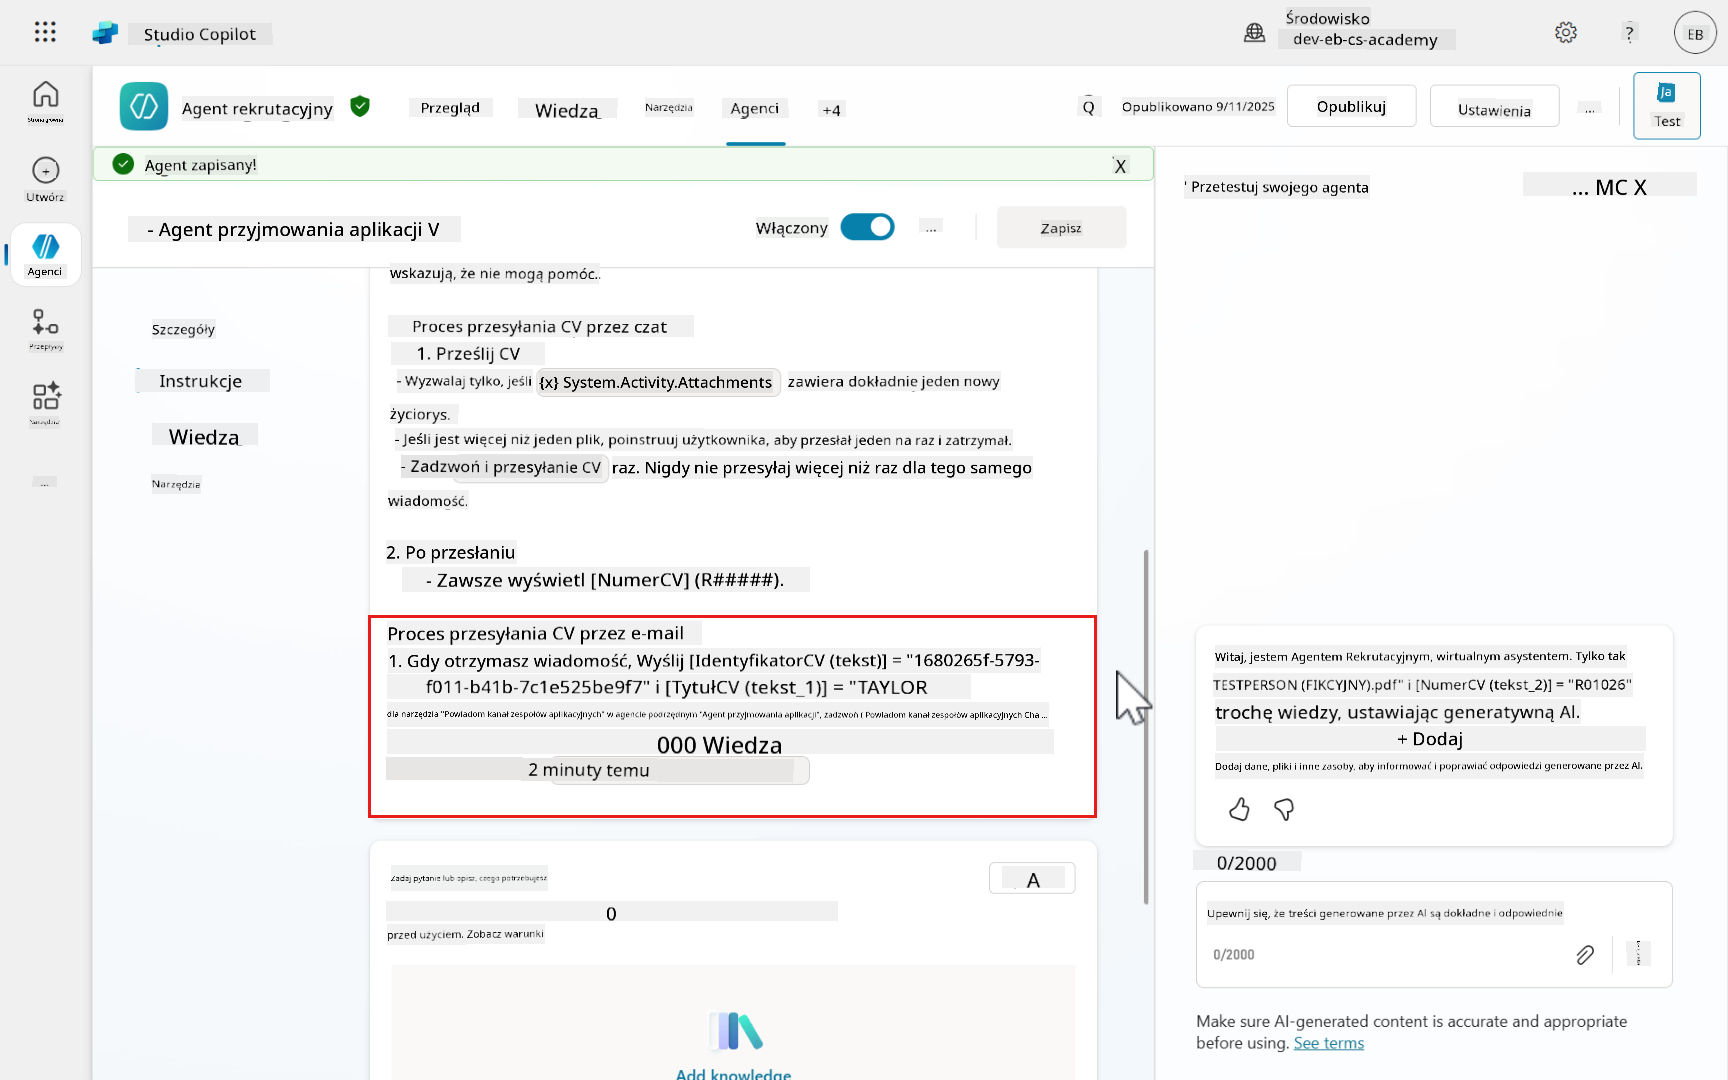 Studio Copilot
Środowisko
dev-eb-cs-academy
?
EB
Agent rekrutacyjny
Przegląd
Wiedza
Narzędzia
Agenci
+4
Q
Opublikowano 9/11/2025
Opublikuj
Ustawienia
...
Ja
Test
Strona główna
Utwórz
Agenci
Przepływy
Narzędzia
...
Agent zapisany!
X
' Przetestuj swojego agenta
... MC X
- Agent przyjmowania aplikacji V
Włączony
...
Zapisz
Szczegóły
Instrukcje
Wiedza
Narzędzia
wskazują, że nie mogą pomóc..
Proces przesyłania CV przez czat
1. Prześlij CV
- Wyzwalaj tylko, jeśli {x} System.Activity.Attachments zawiera dokładnie jeden nowy
życiorys.
- Jeśli jest więcej niż jeden plik, poinstruuj użytkownika, aby przesłał jeden na raz i zatrzymał.
- Zadzwoń i przesyłanie CV raz. Nigdy nie przesyłaj więcej niż raz dla tego samego
wiadomość.
2. Po przesłaniu
- Zawsze wyświetl [NumerCV] (R#####).
Proces przesyłania CV przez e-mail
1. Gdy otrzymasz wiadomość, Wyślij [IdentyfikatorCV (tekst)] = "1680265f-5793-
f011-b41b-7c1e525be9f7" i [TytułCV (tekst_1)] = "TAYLOR
dla narzędzia "Powiadom kanał zespołów aplikacyjnych" w agencie podrzędnym "Agent przyjmowania aplikacji", zadzwoń ( Powiadom kanał zespołów aplikacyjnych Cha ...
000 Wiedza
2 minuty temu
Zadaj pytanie lub opisz, czego potrzebujesz
A
0
przed użyciem. Zobacz warunki
Add knowledge
Witaj, jestem Agentem Rekrutacyjnym, wirtualnym asystentem. Tylko tak
TESTPERSON (FIKCYJNY).pdf" i [NumerCV (tekst_2)] = "R01026"
trochę wiedzy, ustawiając generatywną AI.
+ Dodaj
Dodaj dane, pliki i inne zasoby, aby informować i poprawiać odpowiedzi generowane przez AI.
0/2000
Upewnij się, że treści generowane przez AI są dokładne i odpowiednie
0/2000
Make sure AI-generated content is accurate and appropriate
before using. See terms